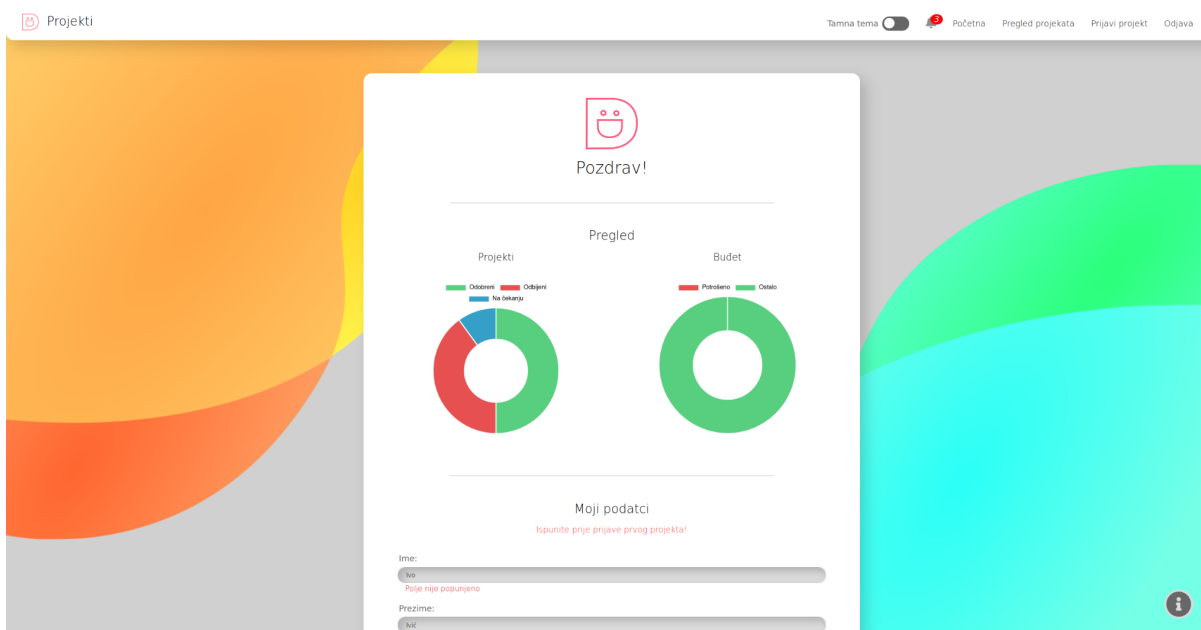 Projekti
Tamna tema 3 Početna Pregled projekata Prijavi projekt Odjava
Pozdrav!
Pregled
Projekti
Odobreni Odbijeni
Na čekanju
Budet
Potrošeno Ostalo
Moji podatci
Ispunite prije prijave prvog projekta!
Ime:
Ivo
Polje nije popunjeno
Prezime:
Ivić